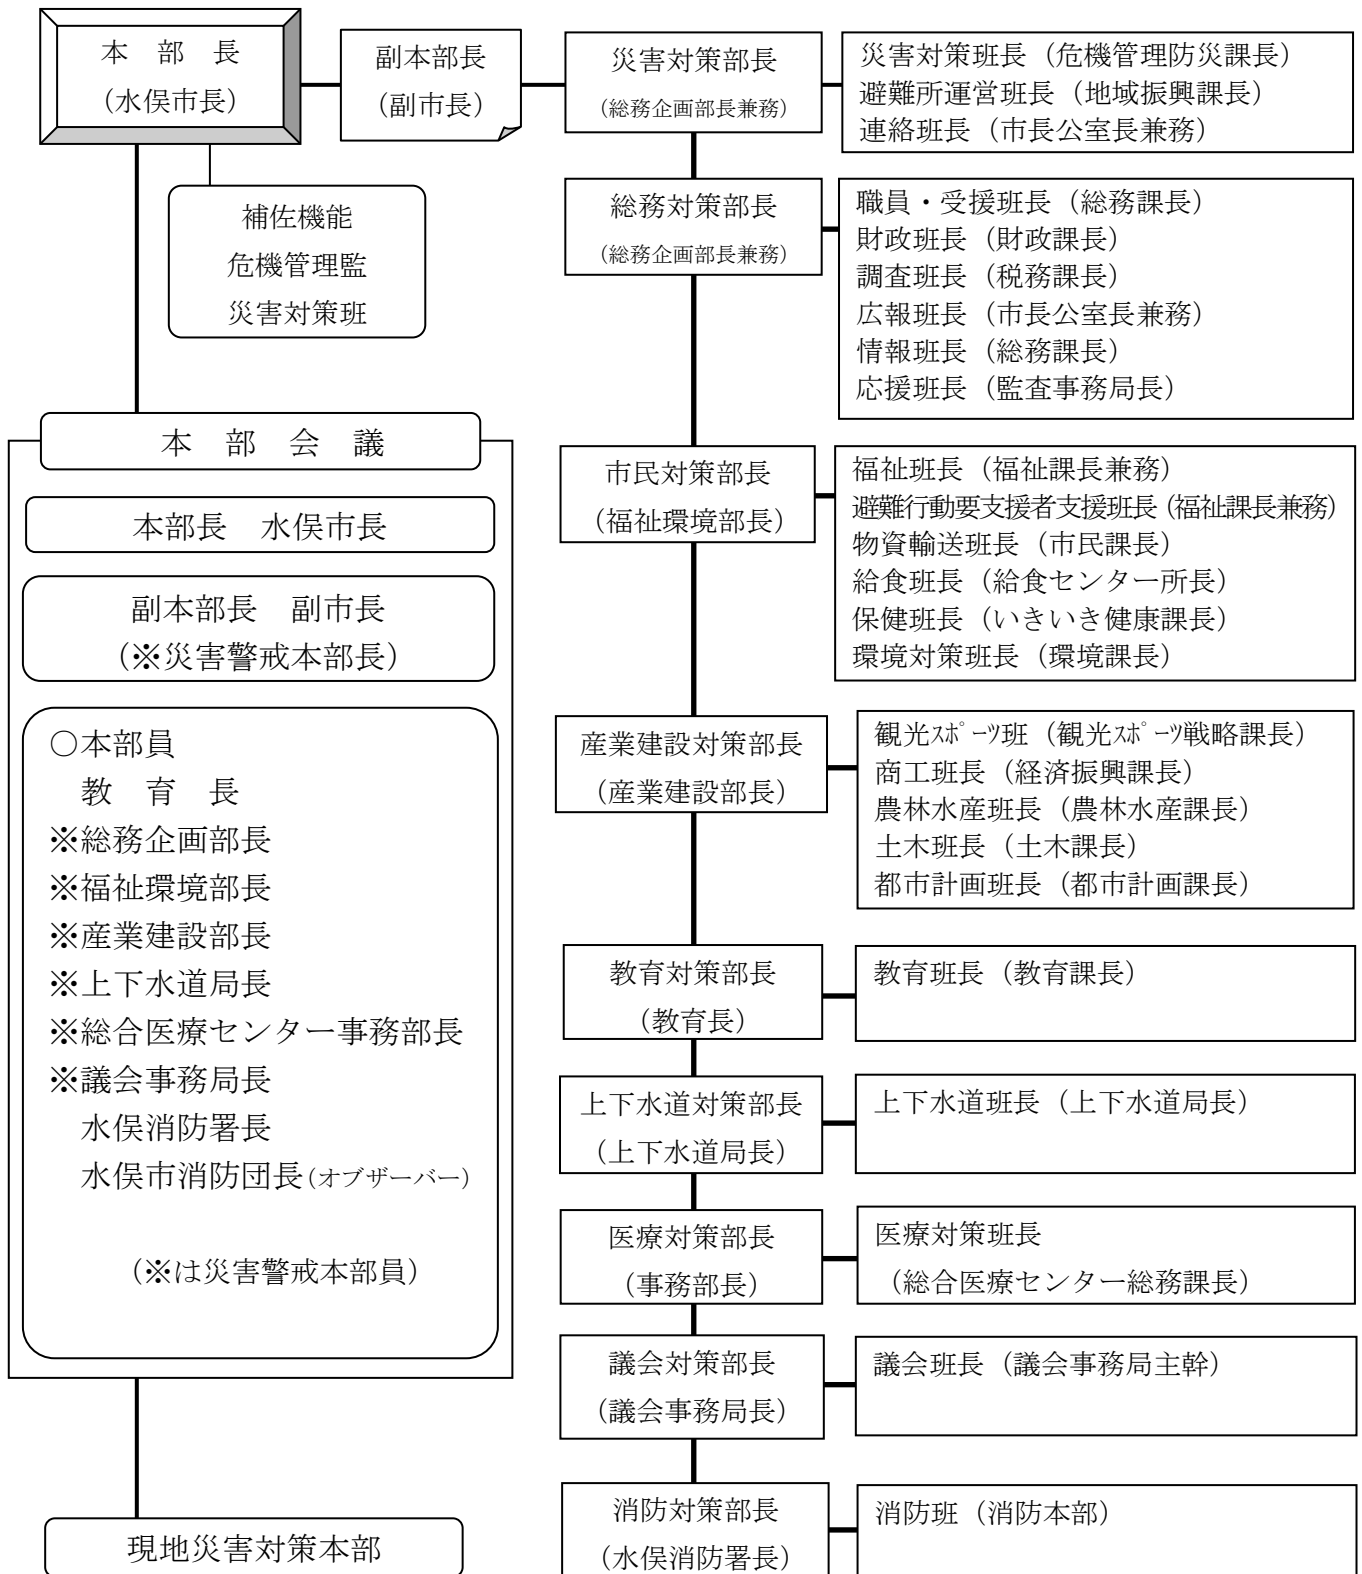 本　部　長
（水俣市長）
副本部長
（副市長）
災害対策部長
（総務企画部長兼務）
災害対策班長（危機管理防災課長）
避難所運営班長（地域振興課長）
連絡班長（市長公室長兼務）
補佐機能
危機管理監
災害対策班
総務対策部長
（総務企画部長兼務）
職員・受援班長（総務課長）
財政班長（財政課長）
調査班長（税務課長）
広報班長（市長公室長兼務）
情報班長（総務課長）
応援班長（監査事務局長）
本　部　会　議
本部長　水俣市長
副本部長　副市長
（※災害警戒本部長）
○本部員
教　育　長
※総務企画部長
※福祉環境部長
※産業建設部長
※上下水道局長
※総合医療センター事務部長
※議会事務局長
水俣消防署長
水俣市消防団長（オブザーバー）
（※は災害警戒本部員）
現地災害対策本部
市民対策部長
（福祉環境部長）
福祉班長（福祉課長兼務）
避難行動要支援者支援班長（福祉課長兼務）
物資輸送班長（市民課長）
給食班長（給食センター所長）
保健班長（いきいき健康課長）
環境対策班長（環境課長）
産業建設対策部長
（産業建設部長）
観光ｽﾎﾟｰﾂ班（観光ｽﾎﾟｰﾂ戦略課長）
商工班長（経済振興課長）
農林水産班長（農林水産課長）
土木班長（土木課長）
都市計画班長（都市計画課長）
教育対策部長
（教育長）
教育班長（教育課長）
上下水道対策部長
（上下水道局長）
上下水道班長（上下水道局長）
医療対策部長
（事務部長）
医療対策班長
（総合医療センター総務課長）
議会対策部長
（議会事務局長）
議会班長（議会事務局主幹）
消防対策部長
（水俣消防署長）
消防班（消防本部）